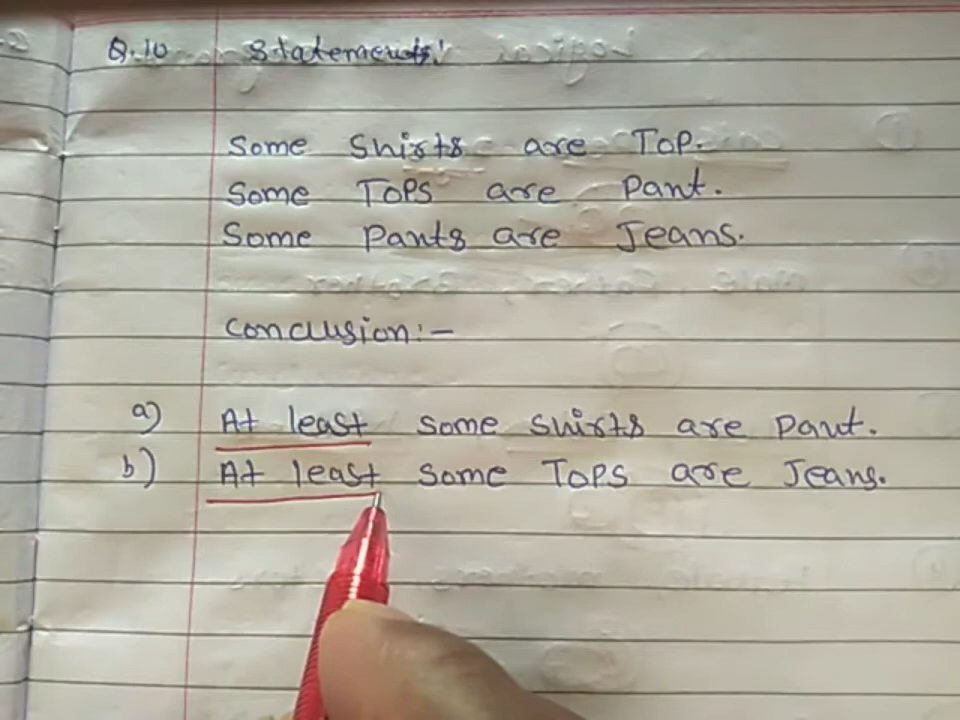 Q.10 Statements:
Some Shirts are Top.
Some Tops are Pant.
Some Pants are Jeans.
Conclusion:-
a) At least some shirts are Pant.
b) At least some Tops are Jeans.